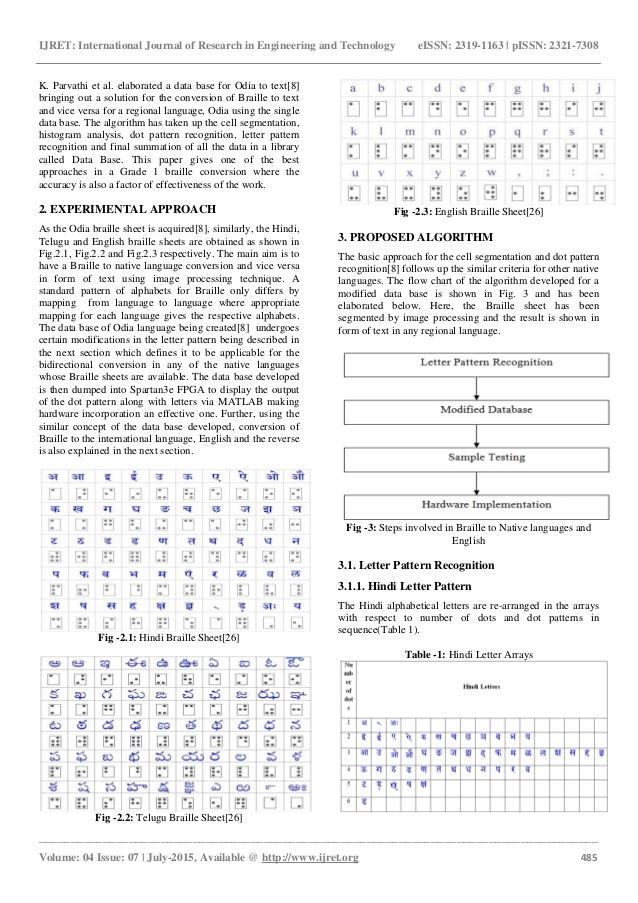 IJRET: International Journal of Research in Engineering and Technology eISSN: 2319-1163 | pISSN: 2321-7308
K. Parvathi et al. elaborated a data base for Odia to text[8]
bringing out a solution for the conversion of Braille to text
and vice versa for a regional language, Odia using the single
data base. The algorithm has taken up the cell segmentation,
histogram analysis, dot pattern recognition, letter pattern
recognition and final summation of all the data in a library
called Data Base. This paper gives one of the best
approaches in a Grade 1 braille conversion where the
accuracy is also a factor of effectiveness of the work.
2. EXPERIMENTAL APPROACH
As the Odia braille sheet is acquired[8], similarly, the Hindi,
Telugu and English braille sheets are obtained as shown in
Fig.2.1, Fig.2.2 and Fig.2.3 respectively. The main aim is to
have a Braille to native language conversion and vice versa
in form of text using image processing technique. A
standard pattern of alphabets for Braille only differs by
mapping from language to language where appropriate
mapping for each language gives the respective alphabets.
The data base of Odia language being created[8] undergoes
certain modifications in the letter pattern being described in
the next section which defines it to be applicable for the
bidirectional conversion in any of the native languages
whose Braille sheets are available. The data base developed
is then dumped into Spartan3e FPGA to display the output
of the dot pattern along with letters via MATLAB making
hardware incorporation an effective one. Further, using the
similar concept of the data base developed, conversion of
Braille to the international language, English and the reverse
is also explained in the next section.
अ आ इ ई उ ऊ ए ऐ ओ औ
क ख ग घ ङ च छ ज झ ञ
ट ठ ड ढ ण त थ द ध न
प फ ब भ म र ळ व ल
श ष स ह क्ष ज्ञ ड़ अः य
Fig -2.1: Hindi Braille Sheet[26]
అ ఆ ఇ ఈ ఉ ఊ ఏ ఐ ఓ ఔ
క ఖ గ ఘ ఙ చ ఛ జ ఝ ఞ
ట ఠ డ ఢ ణ త థ ద ధ న
ప ఫ బ భ మ య ర ల వ ళ
శ ష స హ క్ష
Fig -2.2: Telugu Braille Sheet[26]
a b c d e f g h i j
k l m n o p q r s t
u v x y z w , ; : .
Fig -2.3: English Braille Sheet[26]
3. PROPOSED ALGORITHM
The basic approach for the cell segmentation and dot pattern
recognition[8] follows up the similar criteria for other native
languages. The flow chart of the algorithm developed for a
modified data base is shown in Fig. 3 and has been
elaborated below. Here, the Braille sheet has been
segmented by image processing and the result is shown in
form of text in any regional language.
Letter Pattern Recognition
Modified Database
Sample Testing
Hardware Implementation
Fig -3: Steps involved in Braille to Native languages and
English
3.1. Letter Pattern Recognition
3.1.1. Hindi Letter Pattern
The Hindi alphabetical letters are re-arranged in the arrays
with respect to number of dots and dot patterns in
sequence(Table 1).
Table -1: Hindi Letter Arrays
Nu
mb
er
of
dot
s
Hindi Letters
1
2
3
4
5
6
Volume: 04 Issue: 07 | July-2015, Available @ http://www.ijret.org 485